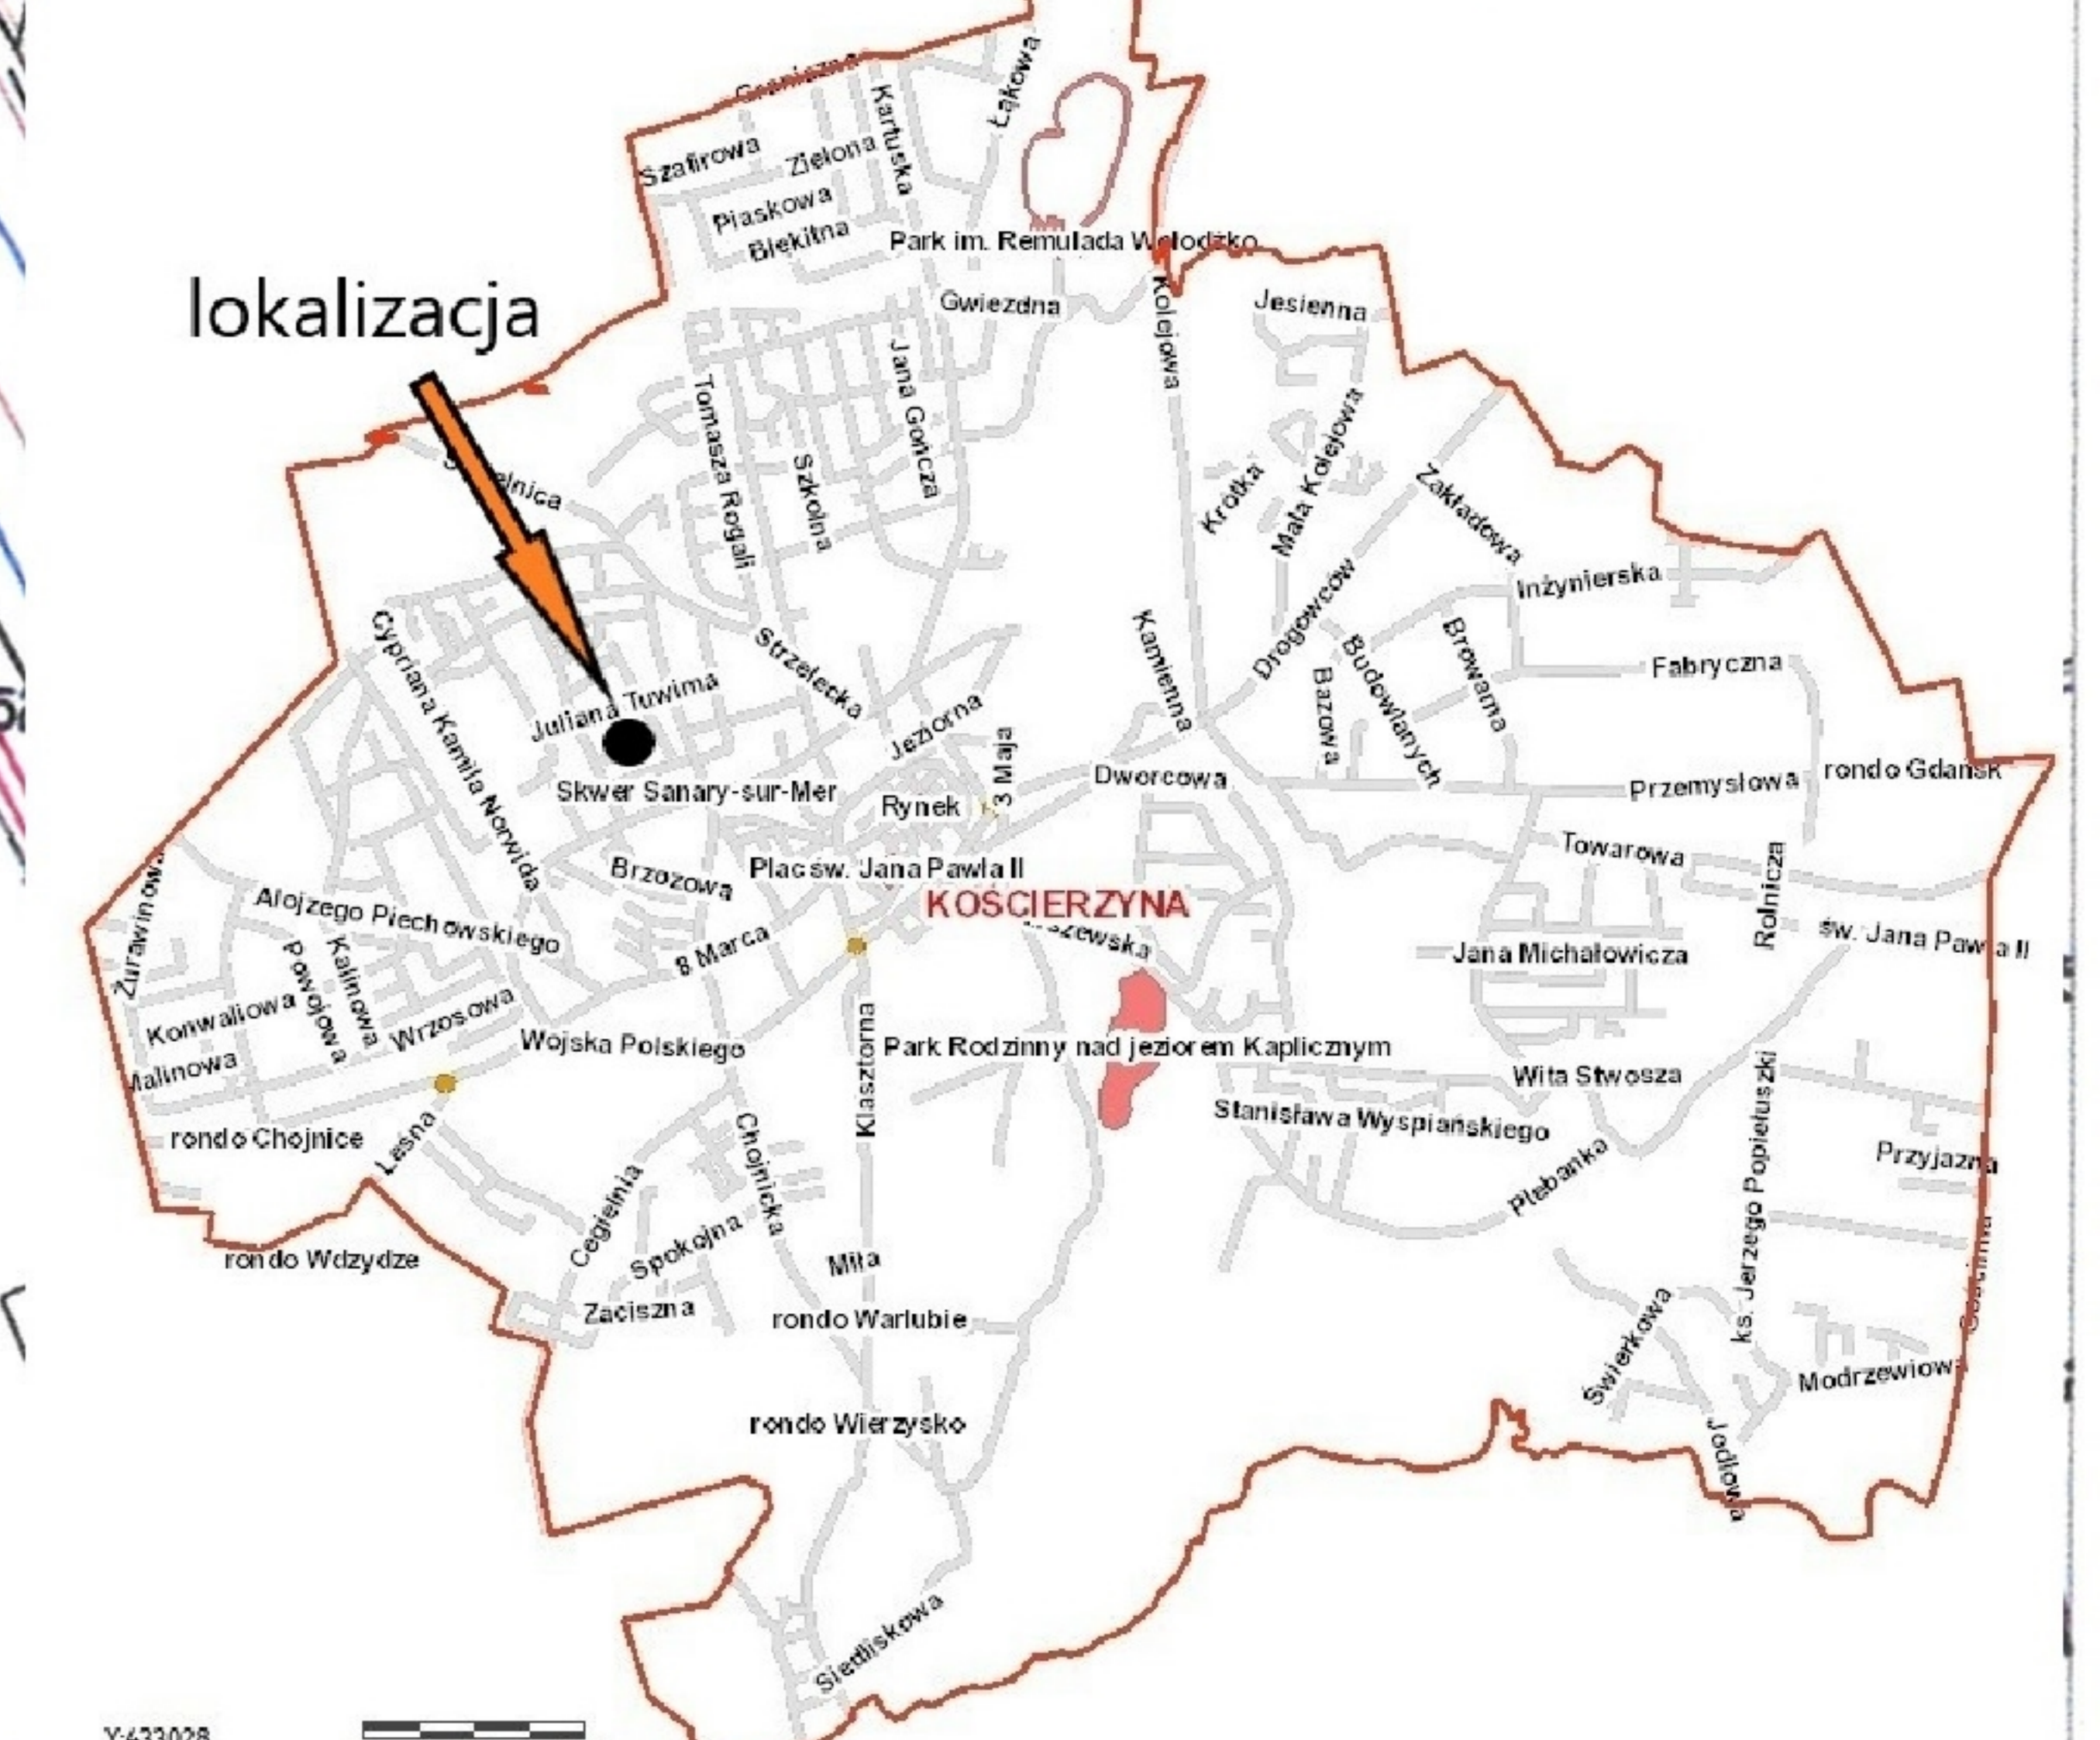 Łąkowa
Graniczna
Kartuska
Szafirowa
Zielona
Piaskowa
Błękitna
Park im. Remulada Wołodźko
lokalizacja
Gwiezdna
Kolejowa
Jesienna
Jana Gończa
Tomasza Rogali
Szkolna
Krótka
Mała Kolejowa
Zakładowa
Inżynierska
Drogowców
Kamienna
Budowlanych
Browarna
Bazowa
Fabryczna
Cypriana Kamila Norwida
Strzelecka
Juliana Tuwima
Jeziorna
3 Maja
Dworcowa
Skwer Sanary-sur-Mer
Rynek
Przemysłowa
rondo Gdańsk
Towarowa
Brzozowa
Plac św. Jana Pawła II
KOŚCIERZYNA
Rolnicza
Żurawinowa
Alojzego Piechowskiego
8 Marca
św. Jana Pawła II
Jana Michałowicza
Powojowa
Kalinowa
Konwaliowa
Wrzosowa
Wojska Polskiego
Klasztorna
Park Rodzinny nad jeziorem Kaplicznym
Malinowa
Wita Stwosza
Stanisława Wyspiańskiego
ks. Jerzego Popiełuszki
rondo Chojnice
Leśna
Chojnicka
Plebanka
Przyjazna
Cegielnia
Spokojna
rondo Wdzydze
Miła
Zaciszna
rondo Warlubie
Świerkowa
Modrzewiowa
rondo Wierzysko
Jodłowa
Siedliskowa
Y:433028